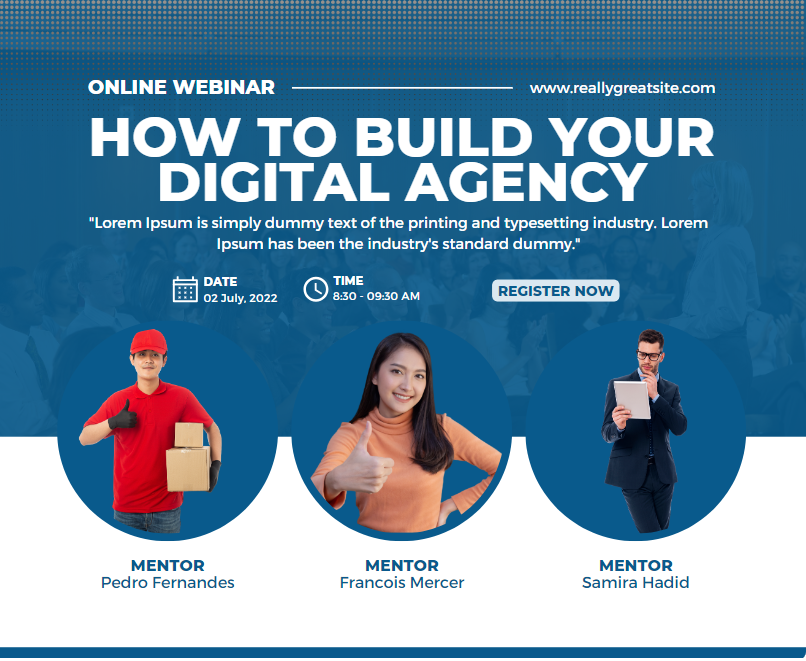 ONLINE WEBINAR www.reallygreatsite.com
HOW TO BUILD YOUR
DIGITAL AGENCY
"Lorem Ipsum is simply dummy text of the printing and typesetting industry. Lorem
Ipsum has been the industry's standard dummy."
DATE
02 July, 2022
TIME
8:30 - 09:30 AM
REGISTER NOW
MENTOR
Pedro Fernandes
MENTOR
Francois Mercer
MENTOR
Samira Hadid